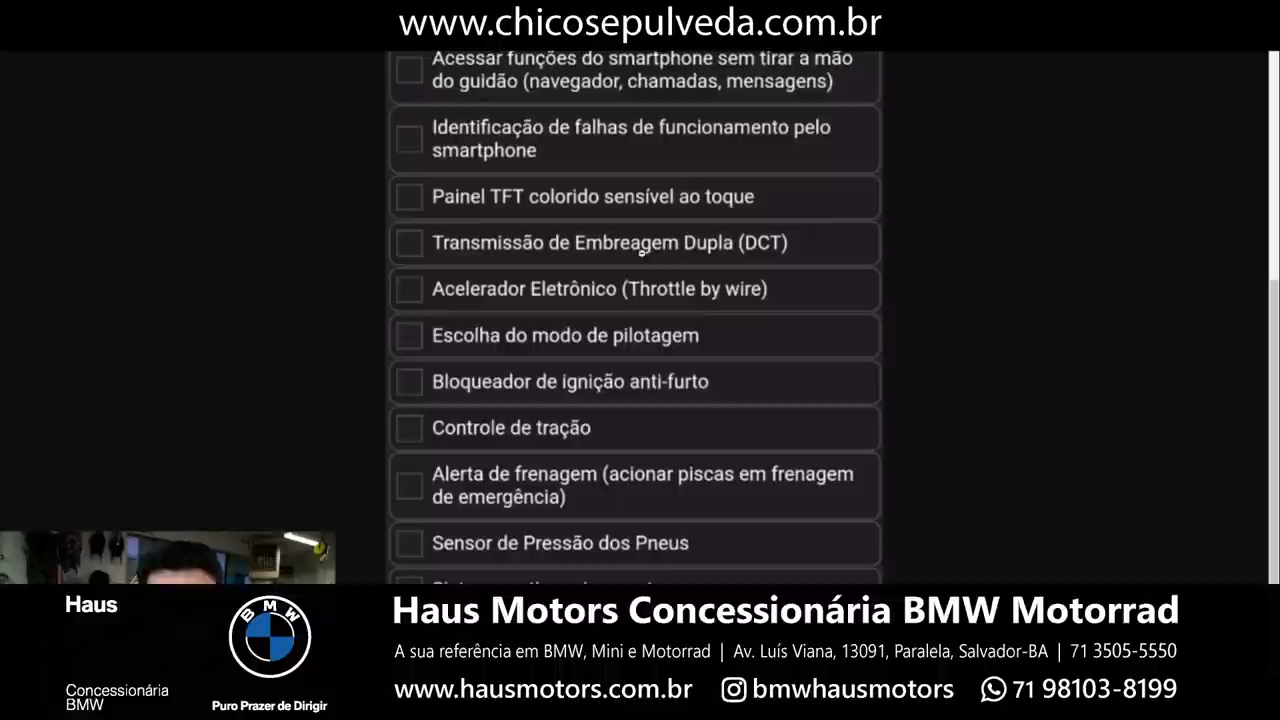 www.chicosepulveda.com.br
Acessar funções do smartphone sem tirar a mão
do guidão (navegador, chamadas, mensagens)
Identificação de falhas de funcionamento pelo
smartphone
Painel TFT colorido sensível ao toque
Transmissão de Embreagem Dupla (DCT)
Acelerador Eletrônico (Throttle by wire)
Escolha do modo de pilotagem
Bloqueador de ignição anti-furto
Controle de tração
Alerta de frenagem (acionar piscas em frenagem
de emergência)
Sensor de Pressão dos Pneus
Haus
BMW
Concessionária
BMW
Puro Prazer de Dirigir
Haus Motors Concessionária BMW Motorrad
A sua referência em BMW, Mini e Motorrad | Av. Luís Viana, 13091, Paralela, Salvador-BA | 71 3505-5550
www.hausmotors.com.br bmwhausmotors 71 98103-8199